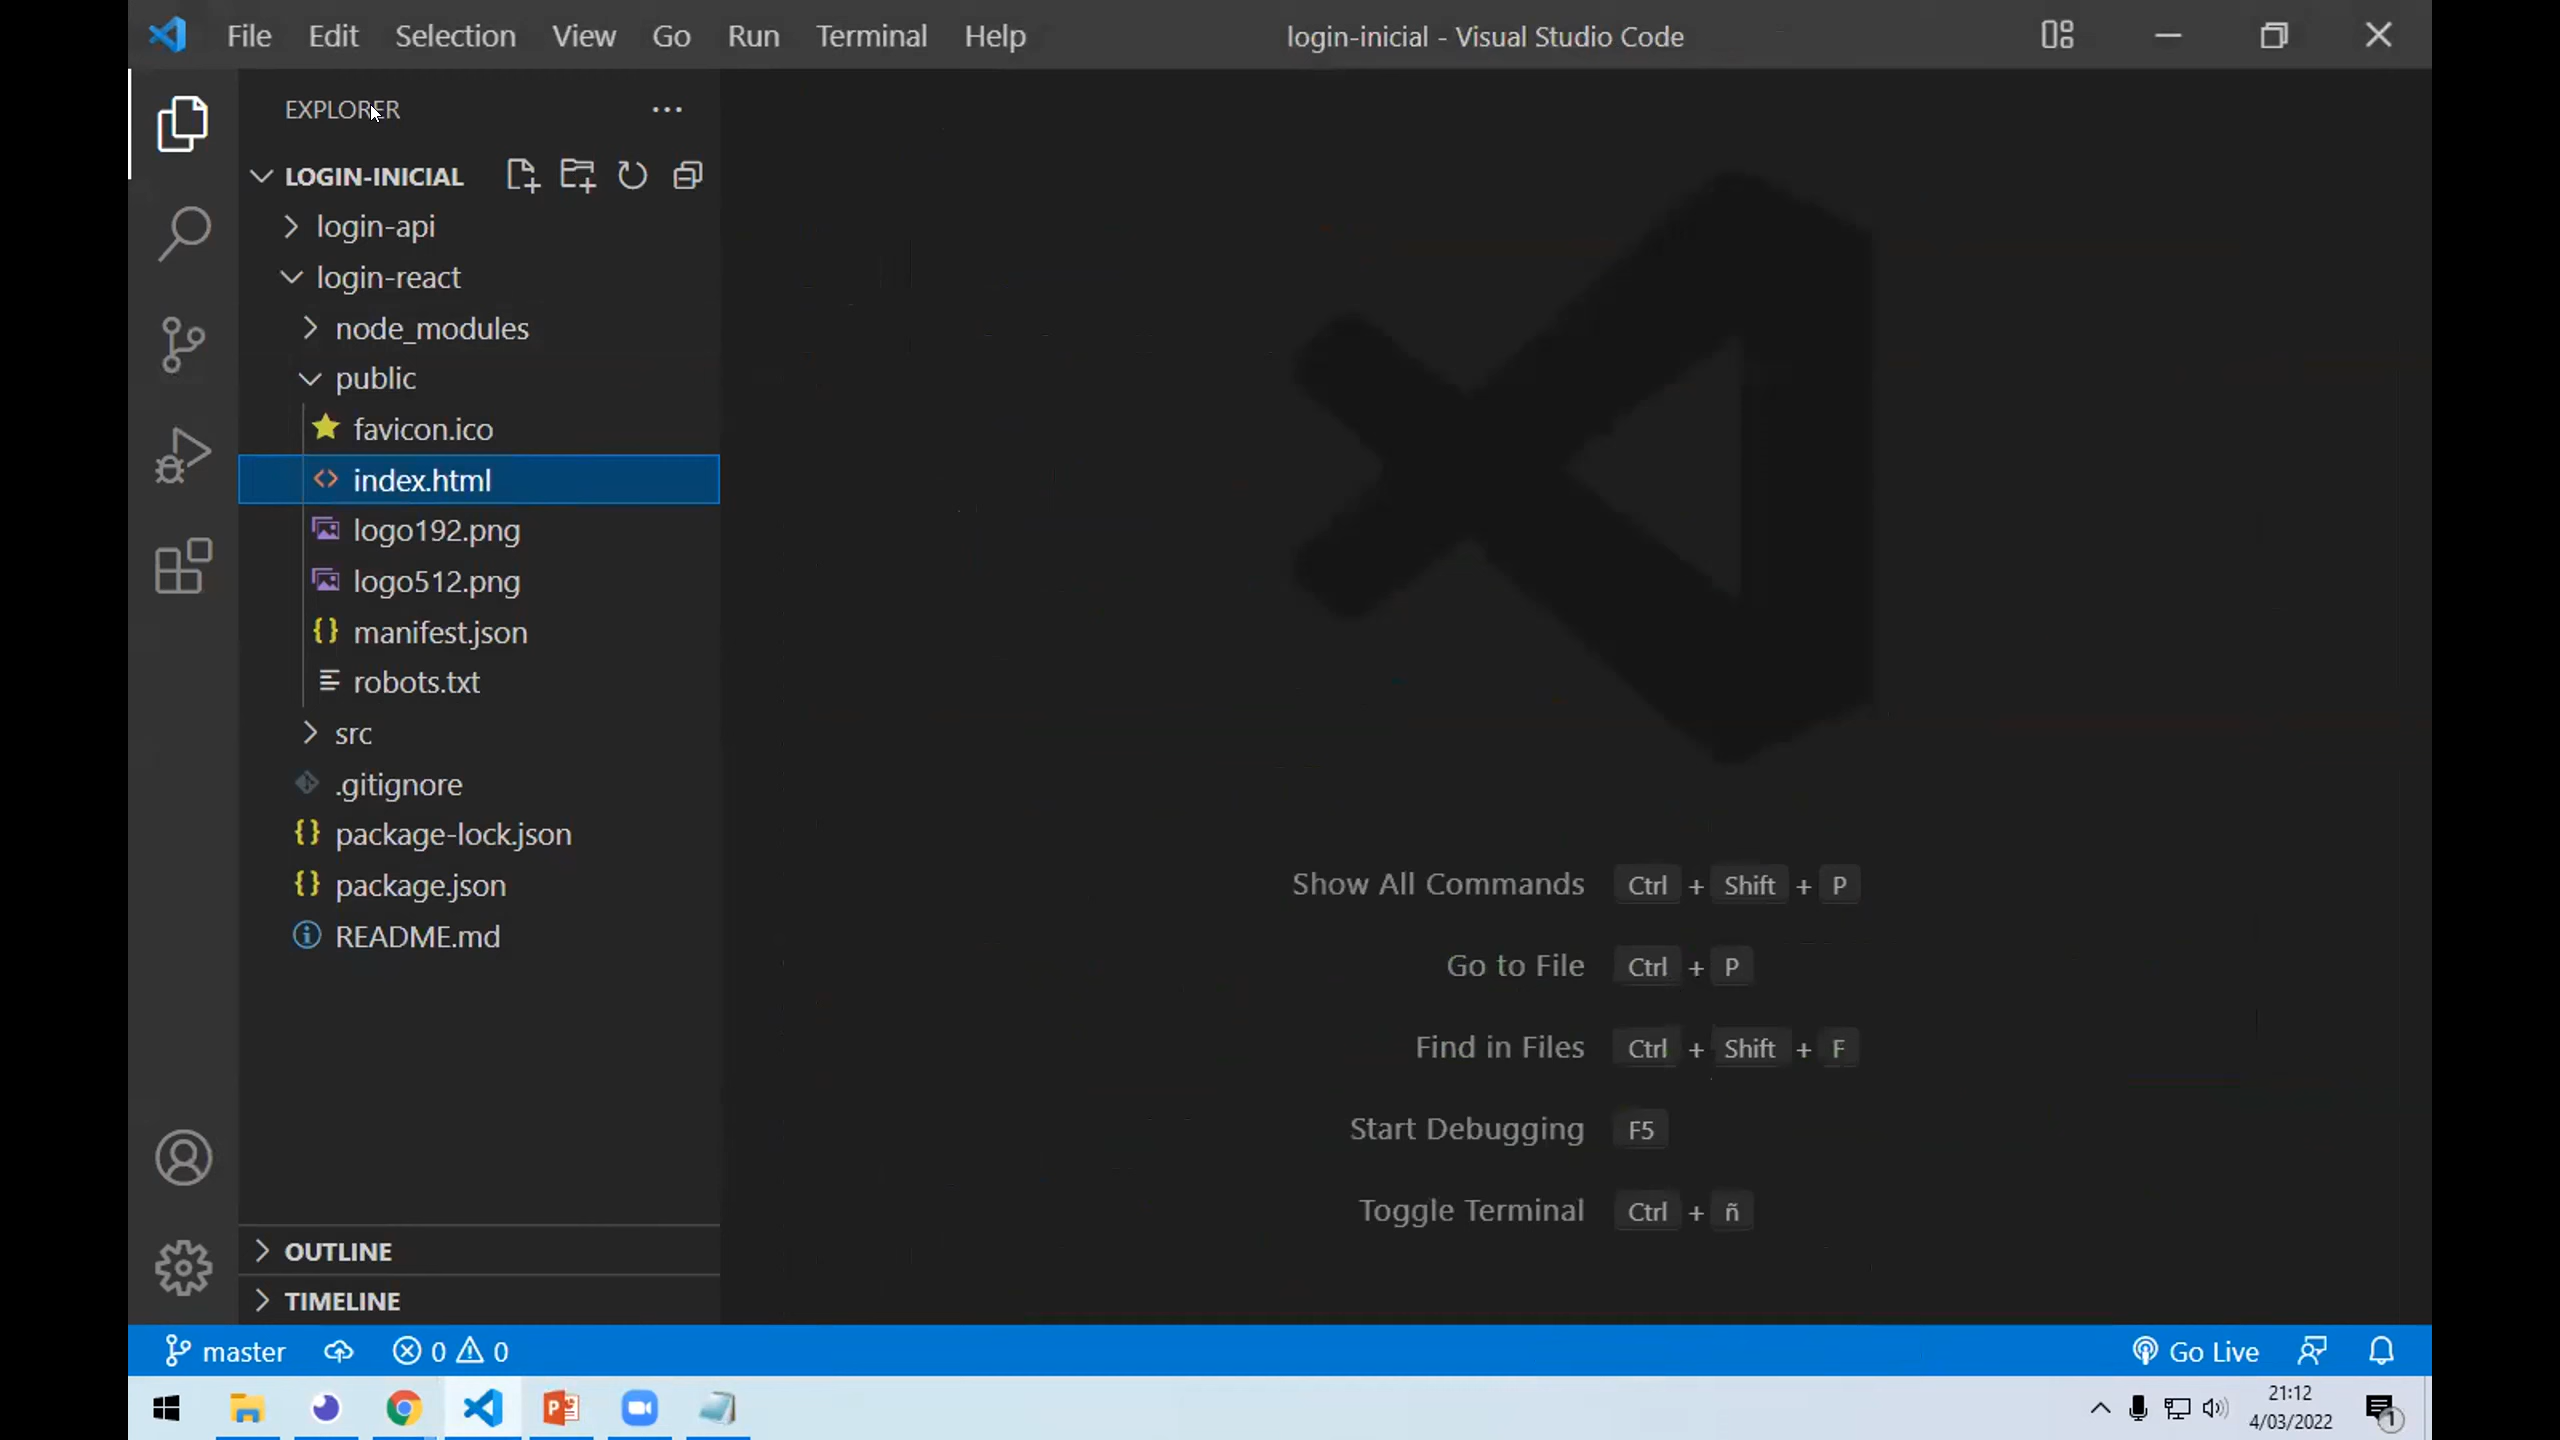 File Edit Selection View Go Run Terminal Help login-inicial - Visual Studio Code
EXPLORER ...
LOGIN-INICIAL
login-api
login-react
node_modules
public
favicon.ico
index.html
logo192.png
logo512.png
manifest.json
robots.txt
src
.gitignore
package-lock.json
package.json
README.md
Show All Commands Ctrl + Shift + P
Go to File Ctrl + P
Find in Files Ctrl + Shift + F
Start Debugging F5
Toggle Terminal Ctrl + ñ
OUTLINE
TIMELINE
master 0 0 Go Live
21:12
4/03/2022
1